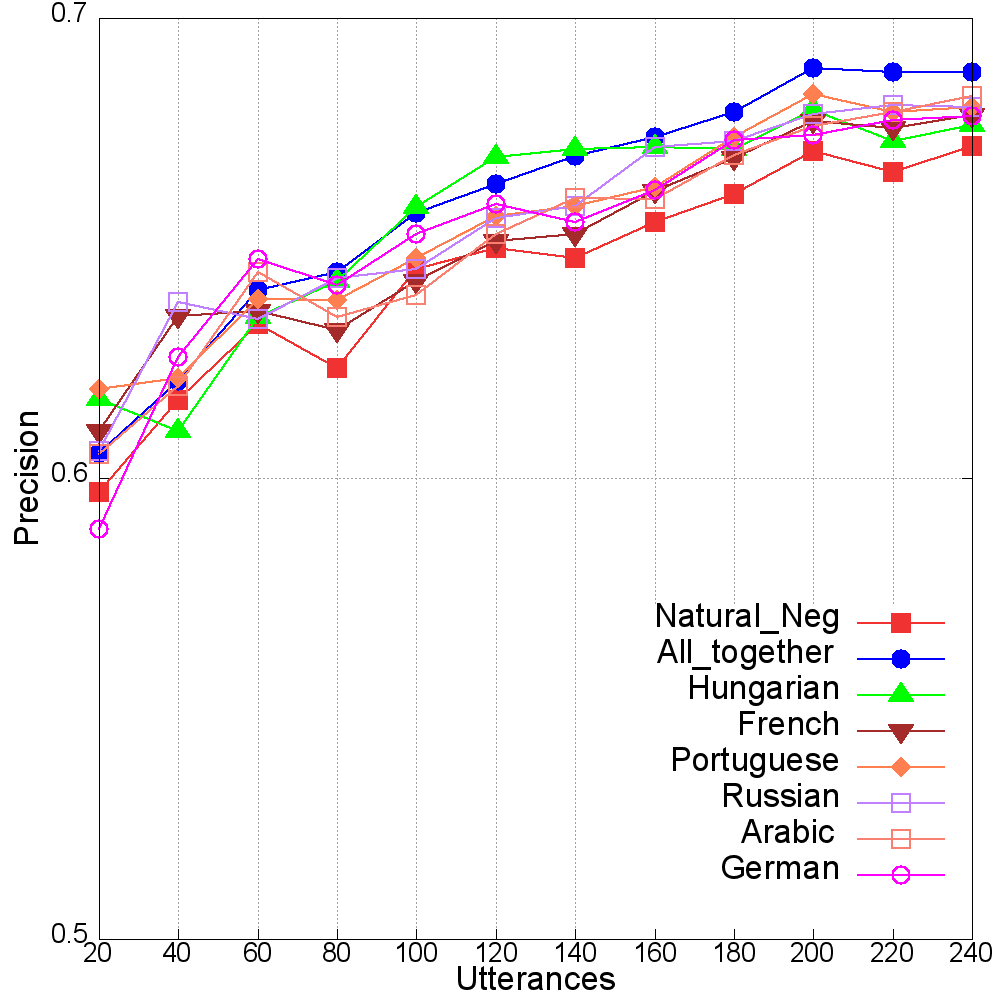 0.7
0.6
0.5
Precision
Natural_Neg
All_together
Hungarian
French
Portuguese
Russian
Arabic
German
20 40 60 80 100 120 140 160 180 200 220 240
Utterances